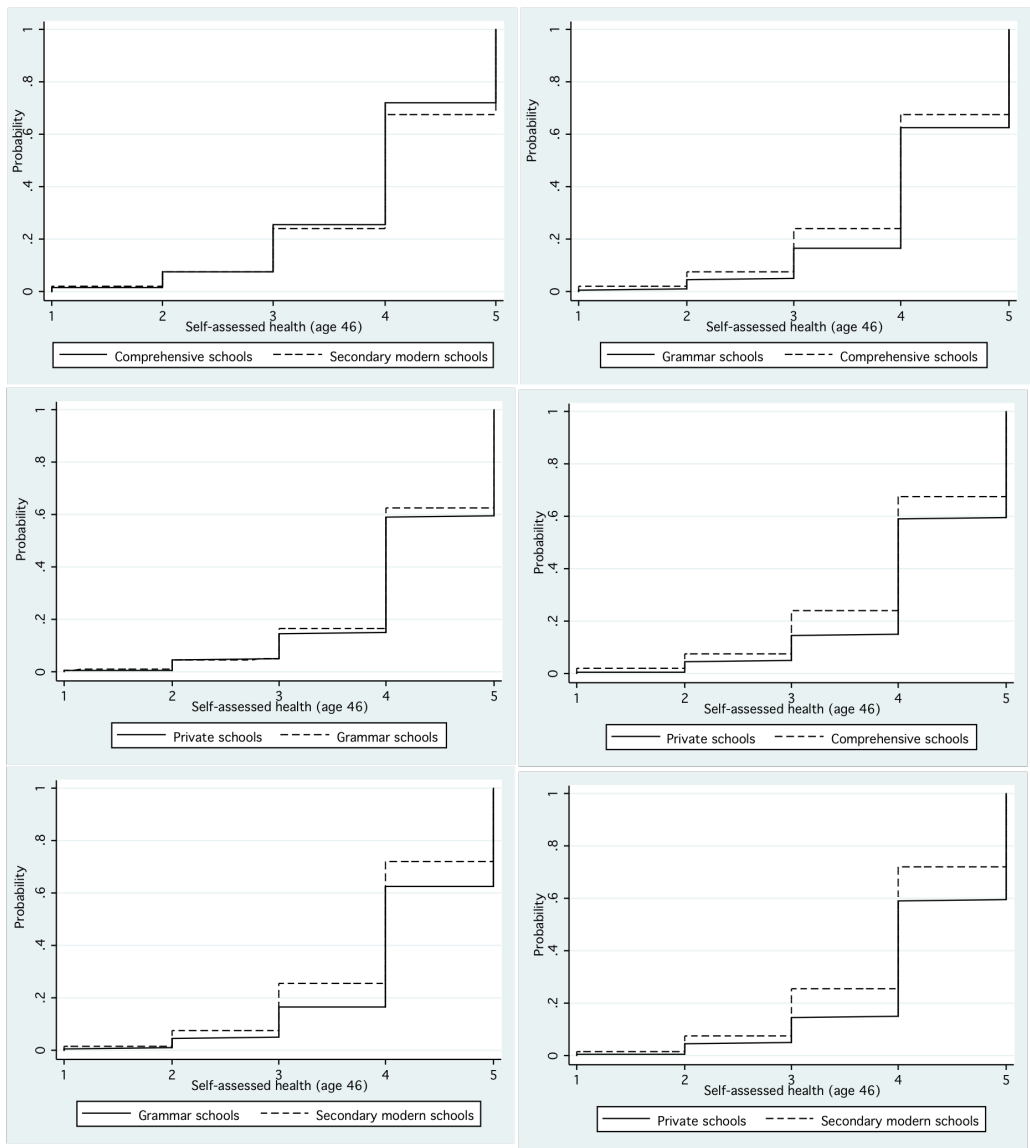 Probability
0 .2 .4 .6 .8 1
1 2 3 4 5
Self-assessed health (age 46)
Comprehensive schools Secondary modern schools
Probability
0 .2 .4 .6 .8 1
1 2 3 4 5
Self-assessed health (age 46)
Grammar schools Comprehensive schools
Probability
0 .2 .4 .6 .8 1
1 2 3 4 5
Self-assessed health (age 46)
Private schools Grammar schools
Probability
0 .2 .4 .6 .8 1
1 2 3 4 5
Self-assessed health (age 46)
Private schools Comprehensive schools
Probability
0 .2 .4 .6 .8 1
1 2 3 4 5
Self-assessed health (age 46)
Grammar schools Secondary modern schools
Probability
0 .2 .4 .6 .8 1
1 2 3 4 5
Self-assessed health (age 46)
Private schools Secondary modern schools